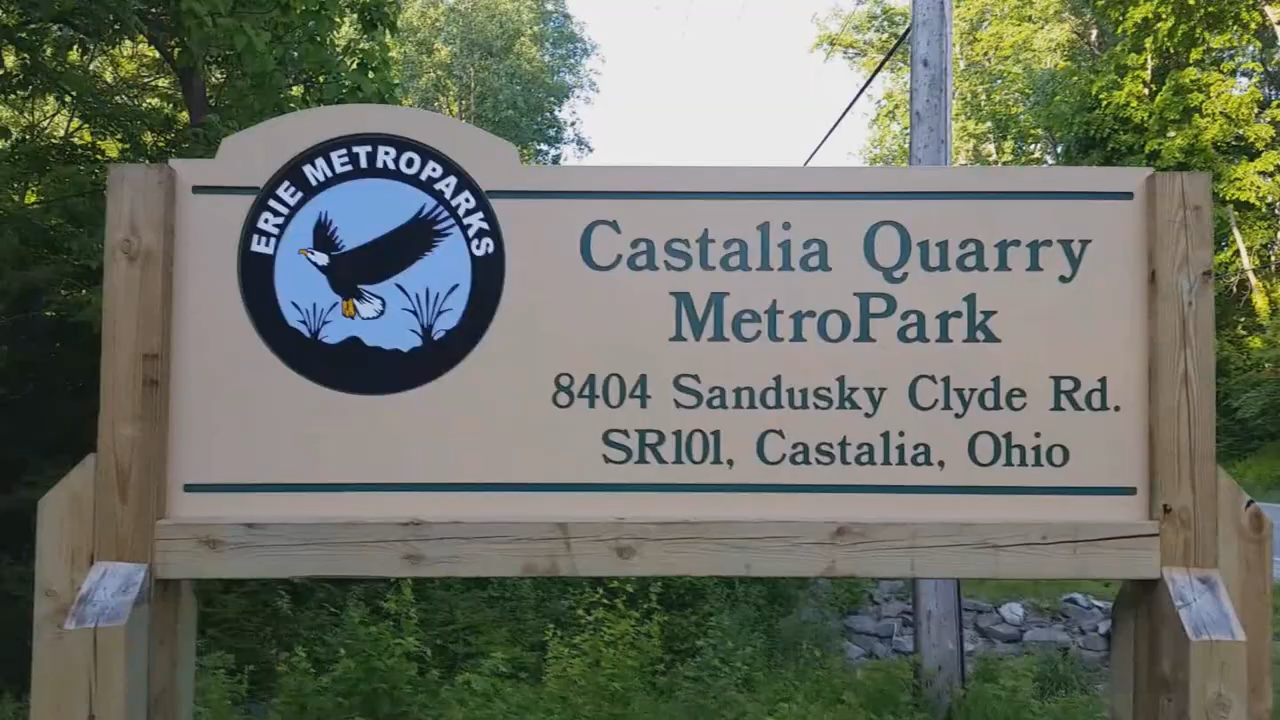 ERIE METROPARKS
Castalia Quarry
MetroPark
8404 Sandusky Clyde Rd.
SR101, Castalia, Ohio